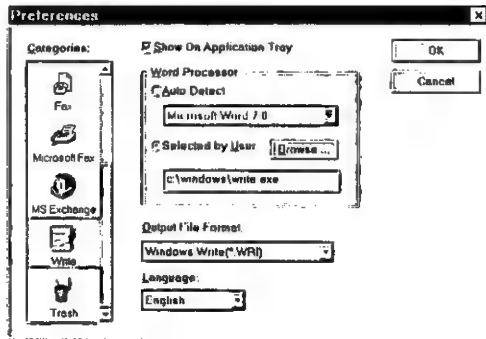 Preferences
Categories:
Fax
Microsoft Fax
MS Exchange
Write
Trash
Show On Application Tray
Word Processor
Auto Detect
Microsoft Word 7.0
Selected by User
Browse ...
c:\windows\write.exe
Output File Format:
Windows Write(*.WRI)
Language:
English
OK
Cancel